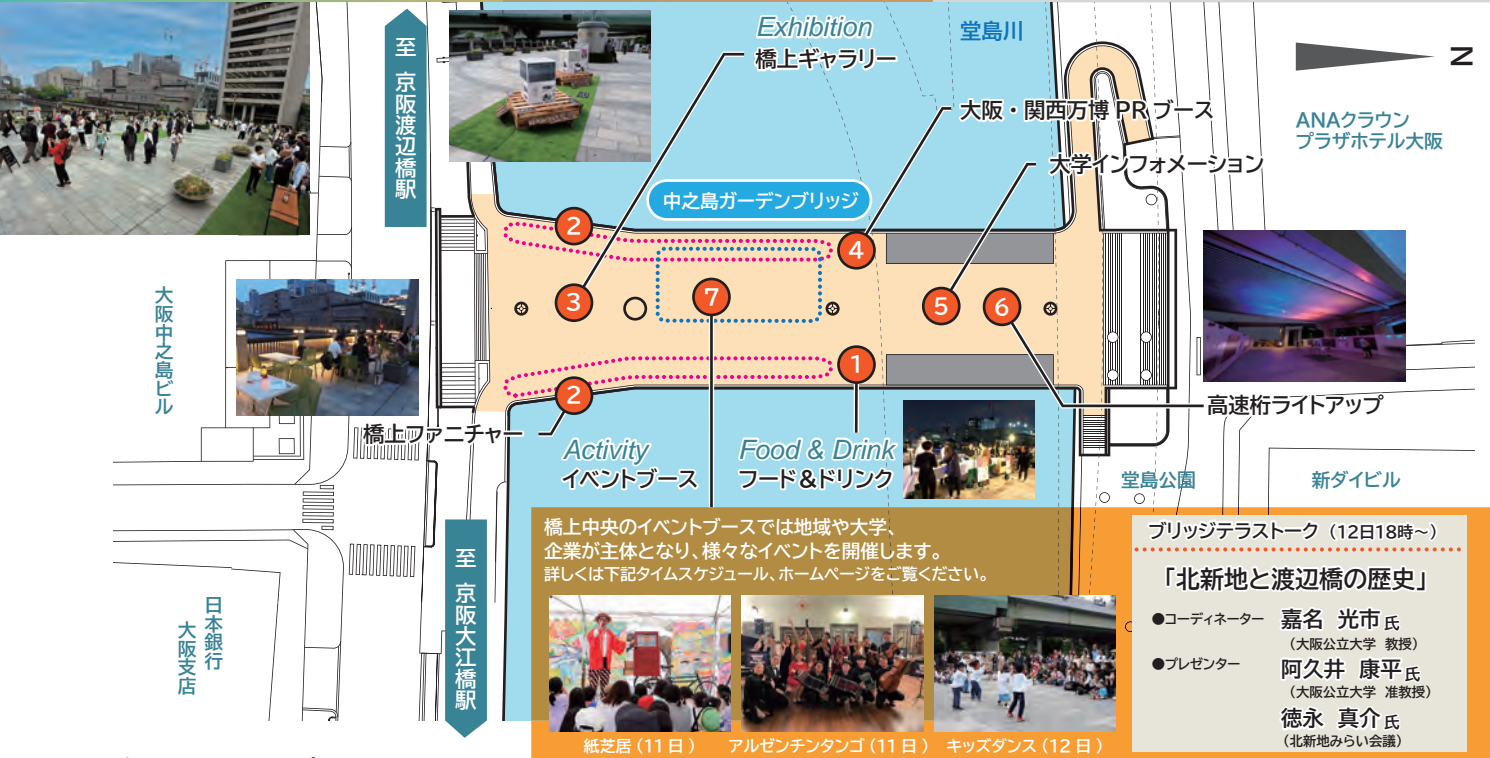 Exhibition
橋上ギャラリー
堂島川
N
至 京阪渡辺橋駅
大阪・関西万博 PR ブース
ANAクラウン
プラザホテル大阪
大学インフォメーション
中之島ガーデンブリッジ
2
4
3
7
5
6
1
2
大阪中之島ビル
橋上ファニチャー
高速桁ライトアップ
Activity
イベントブース
Food & Drink
フード&ドリンク
堂島公園
新ダイビル
至 京阪大江橋駅
日本銀行
大阪支店
橋上中央のイベントブースでは地域や大学、
企業が主体となり、様々なイベントを開催します。
詳しくは下記タイムスケジュール、ホームページをご覧ください。
紙芝居（11日）
アルゼンチンタンゴ（11日）
キッズダンス（12日）
ブリッジテラストーク（12日18時～）
「北新地と渡辺橋の歴史」
●コーディネーター 嘉名 光市 氏
（大阪公立大学 教授）
●プレゼンター 阿久井 康平 氏
（大阪公立大学 准教授）
徳永 真介 氏
（北新地みらい会議）